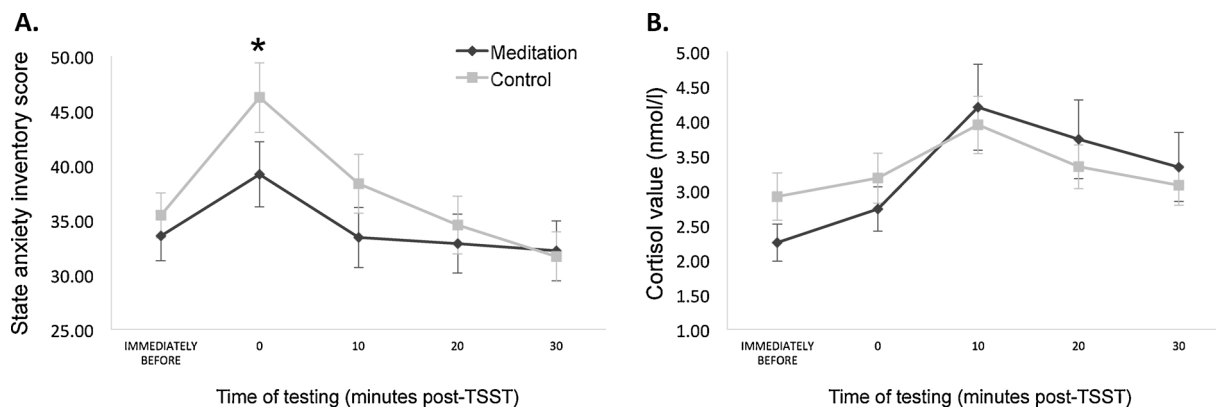 A.
*
Meditation
Control
State anxiety inventory score
50.00
45.00
40.00
35.00
30.00
25.00
IMMEDIATELY
BEFORE
0
10
20
30
Time of testing (minutes post-TSST)
B.
Cortisol value (nmol/l)
5.00
4.50
4.00
3.50
3.00
2.50
2.00
1.50
1.00
IMMEDIATELY
BEFORE
0
10
20
30
Time of testing (minutes post-TSST)